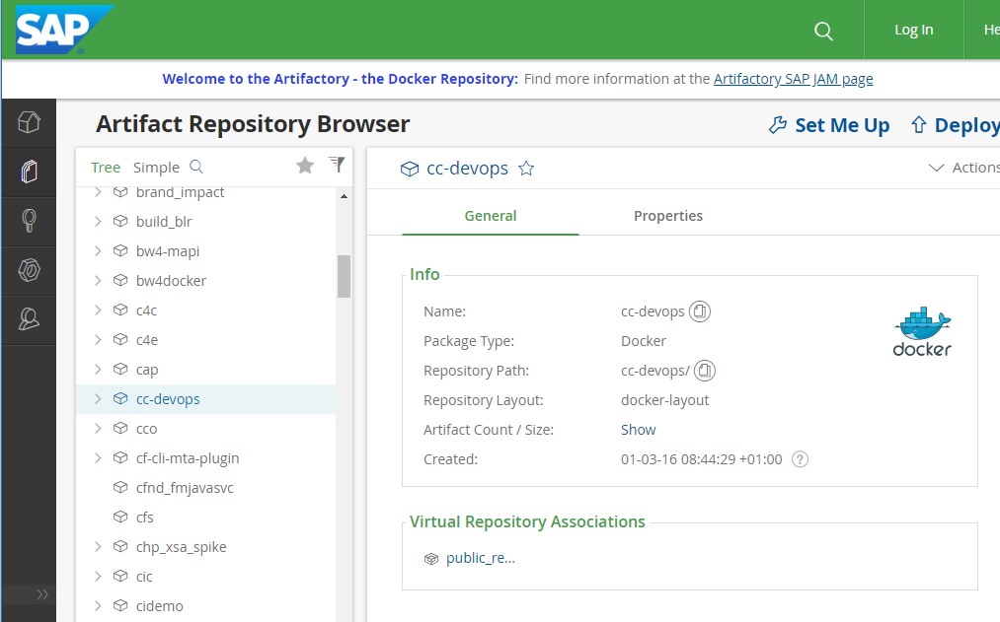 SAP
Log In
He
Welcome to the Artifactory - the Docker Repository: Find more information at the Artifactory SAP JAM page
Artifact Repository Browser
Set Me Up
Deploy
Tree Simple
brand_impact
build_blr
bw4-mapi
bw4docker
c4c
c4e
cap
cc-devops
cco
cf-cli-mta-plugin
cfnd_fmjavasvc
cfs
chp_xsa_spike
cic
cidemo
cc-devops
Actions
General
Properties
Info
Name: cc-devops
Package Type: Docker
Repository Path: cc-devops/
Repository Layout: docker-layout
Artifact Count / Size: Show
Created: 01-03-16 08:44:29 +01:00 ?
docker
Virtual Repository Associations
public_re...